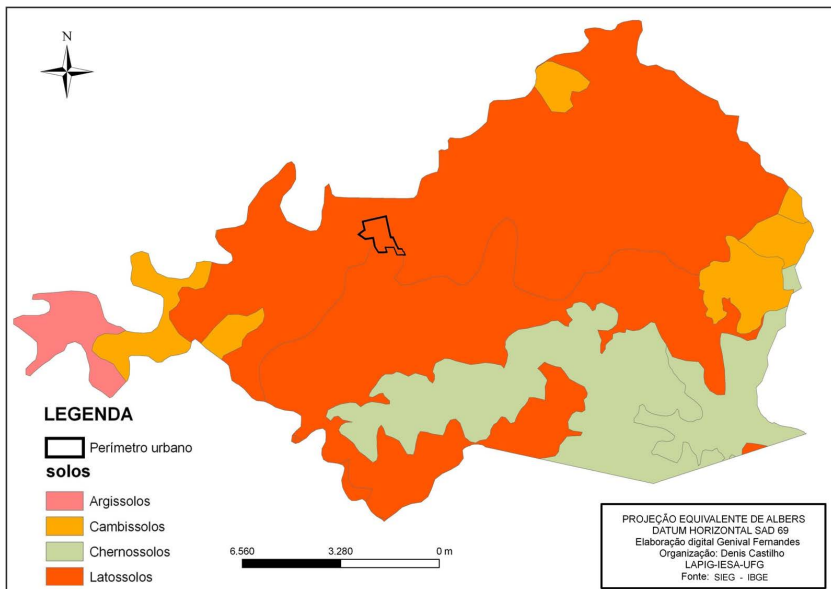 N
LEGENDA
Perímetro urbano
solos
Argissolos
Cambissolos
Chernossolos
Latossolos
6.560 3.280 0 m
PROJEÇÃO EQUIVALENTE DE ALBERS
DATUM HORIZONTAL SAD 69
Elaboração digital Genival Fernandes
Organização: Denis Castilho
LAPIG-IESA-UFG
Fonte: SIEG - IBGE